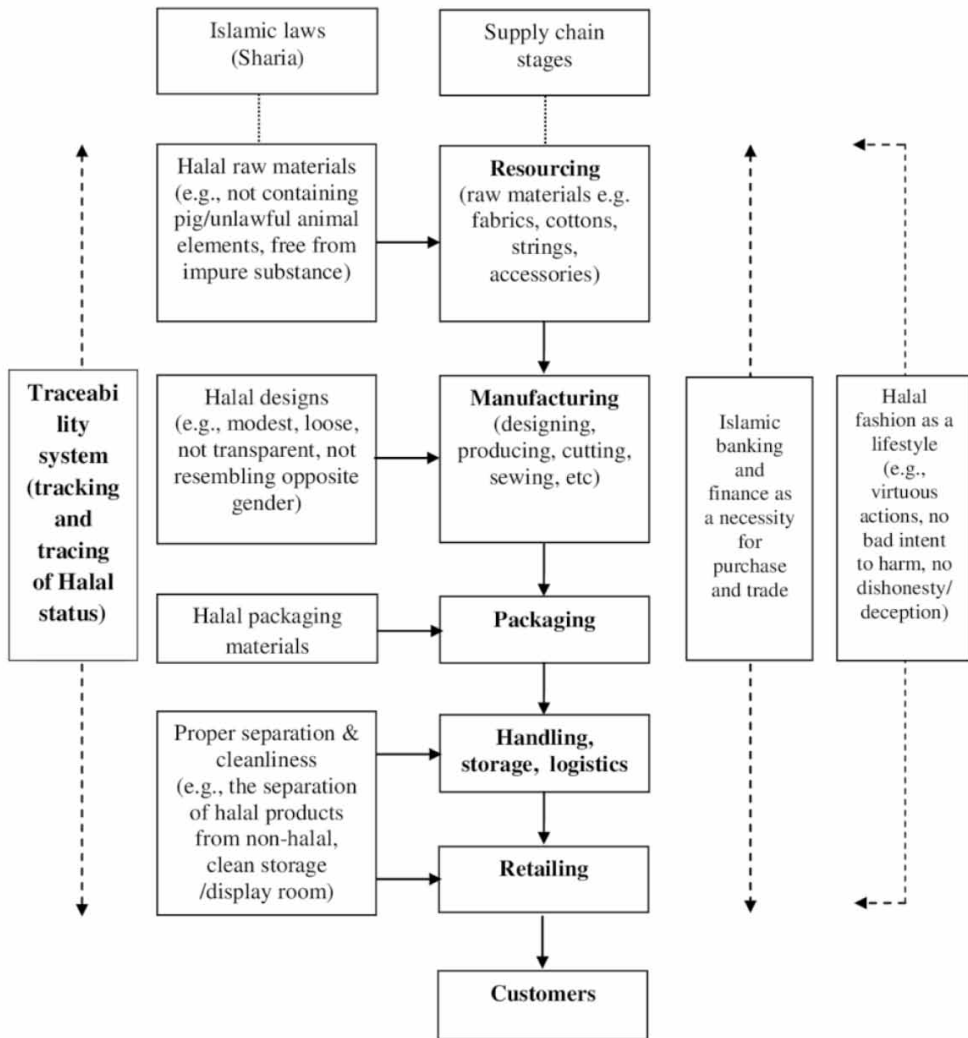 Islamic laws
(Sharia)
Supply chain
stages
Halal raw materials
(e.g., not containing
pig/unlawful animal
elements, free from
impure substance)
Resourcing
(raw materials e.g.
fabrics, cottons,
strings,
accessories)
Traceabi
lity
system
(tracking
and
tracing
of Halal
status)
Halal designs
(e.g., modest, loose,
not transparent, not
resembling opposite
gender)
Manufacturing
(designing,
producing, cutting,
sewing, etc)
Islamic
banking
and
finance as
a necessity
for
purchase
and trade
Halal
fashion as a
lifestyle
(e.g.,
virtuous
actions, no
bad intent
to harm, no
dishonesty/
deception)
Halal packaging
materials
Packaging
Proper separation &
cleanliness
(e.g., the separation
of halal products
from non-halal,
clean storage
/display room)
Handling,
storage, logistics
Retailing
Customers